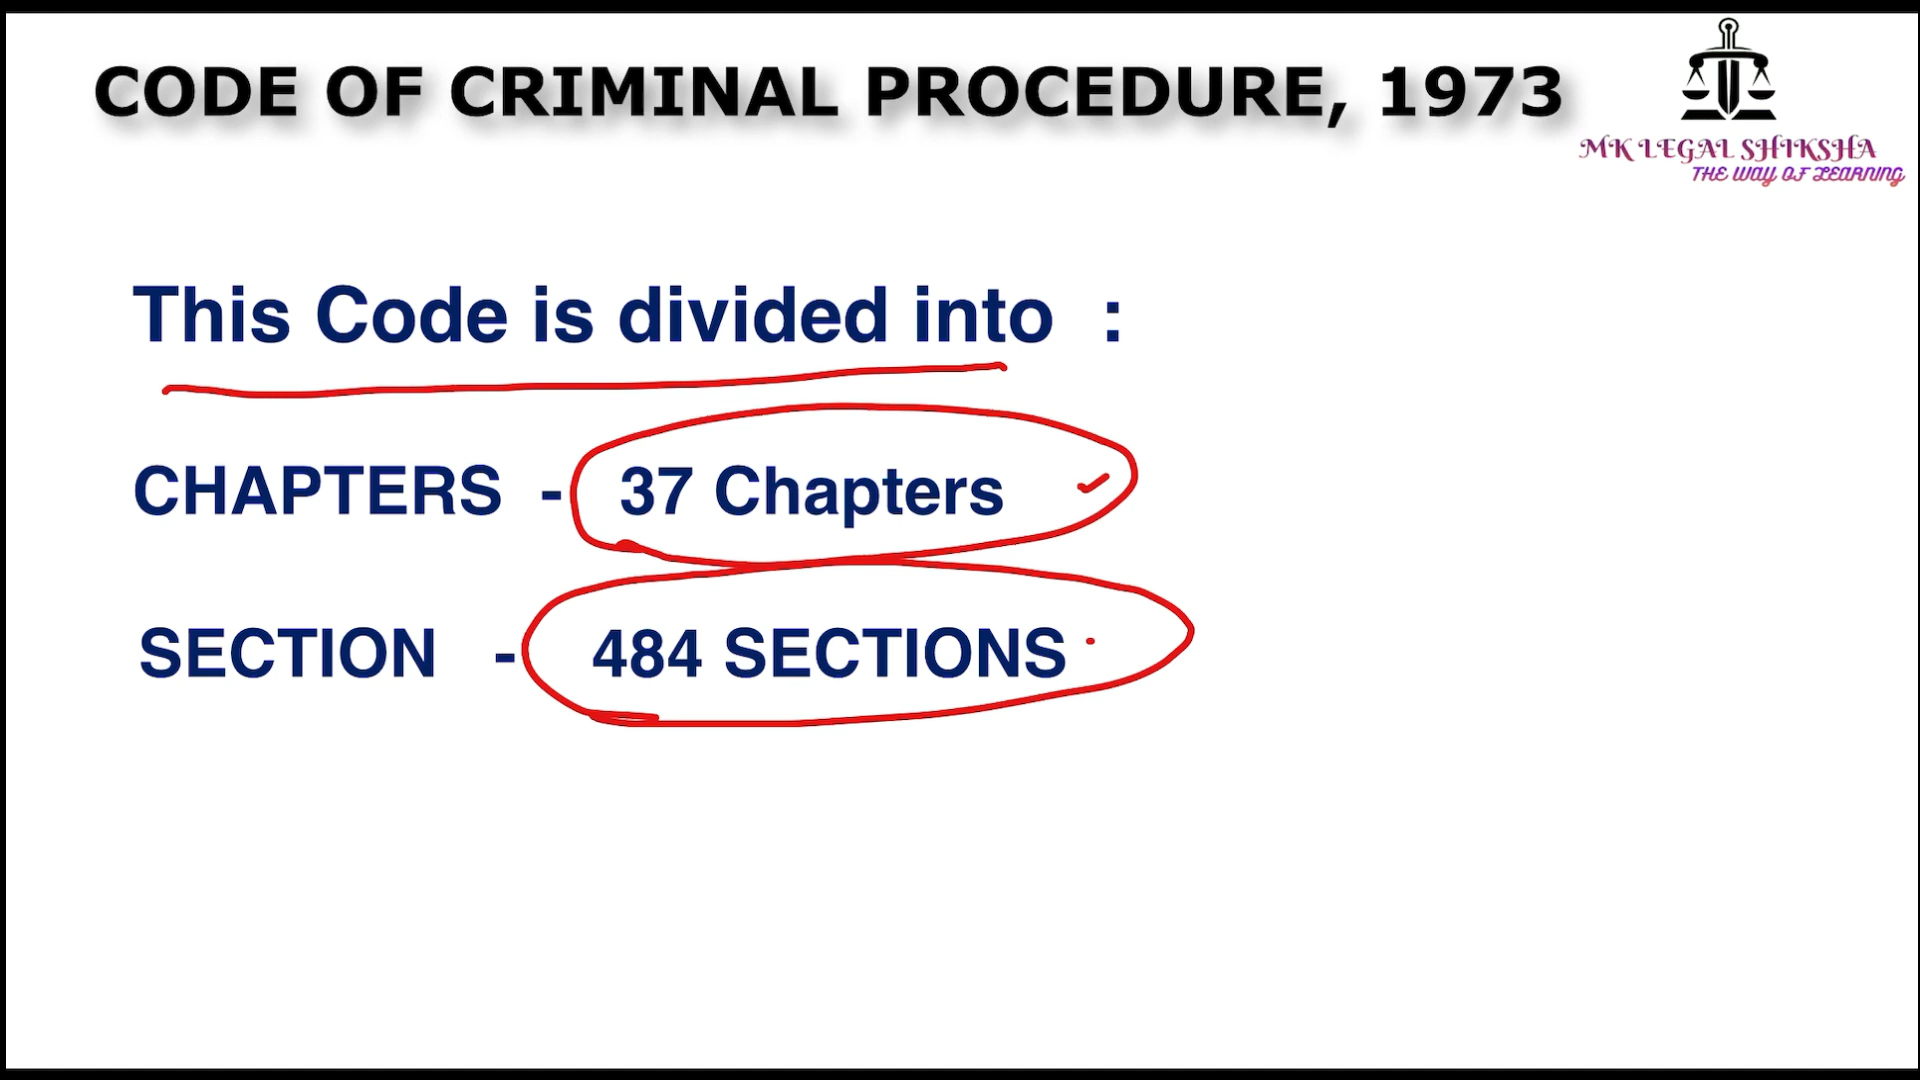 CODE OF CRIMINAL PROCEDURE, 1973
MK LEGAL SHIKSHA
THE WAY OF LEARNING
This Code is divided into :
CHAPTERS - 37 Chapters
SECTION - 484 SECTIONS